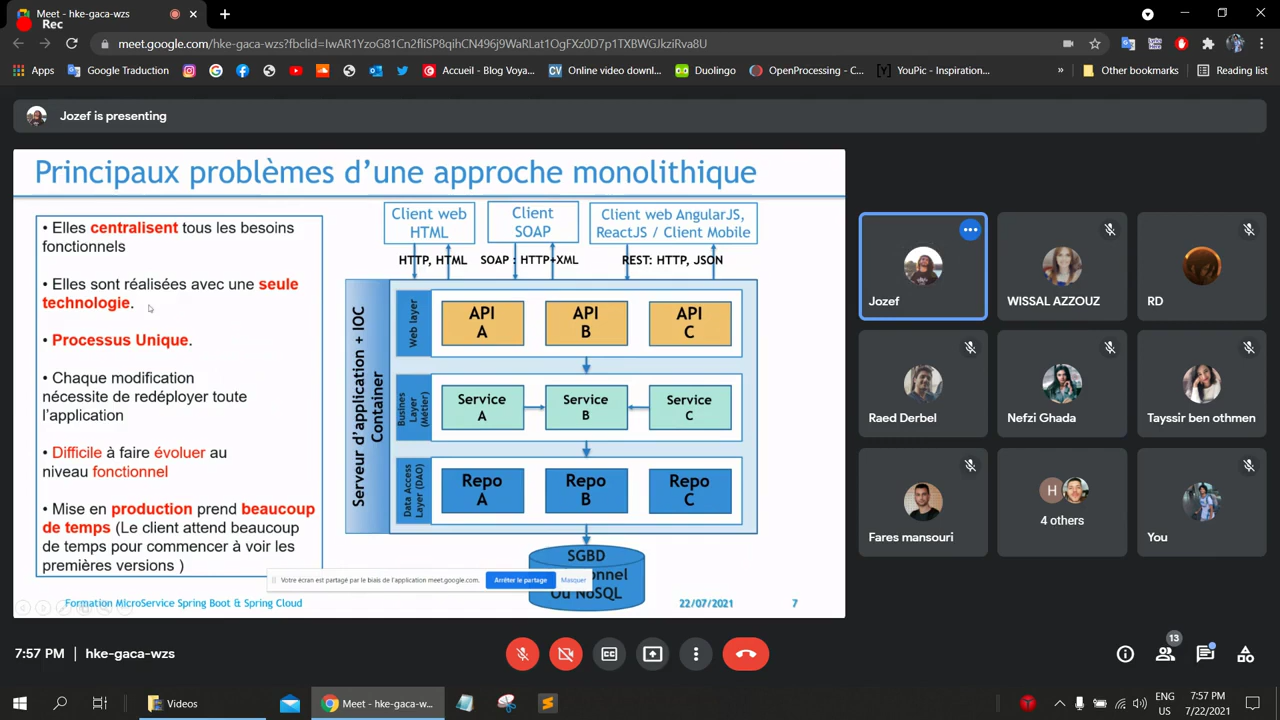 Meet - hke-gaca-wzs
Rec
meet.google.com/hke-gaca-wzs?fbclid=IwAR1YzoG81Cn2fliSP8qihCN496j9WaRLat1OgFXz0D7p1TXBWGJkziRva8U
Apps
Google Traduction
Accueil - Blog Voya...
Online video downl...
Duolingo
OpenProcessing - C...
YouPic - Inspiration...
»
Other bookmarks
Reading list
Jozef is presenting
Principaux problèmes d'une approche monolithique
• Elles centralisent tous les besoins
fonctionnels
• Elles sont réalisées avec une seule
technologie.
• Processus Unique.
• Chaque modification
nécessite de redéployer toute
l'application
• Difficile à faire évoluer au
niveau fonctionnel
• Mise en production prend beaucoup
de temps (Le client attend beaucoup
de temps pour commencer à voir les
premières versions )
Client web
HTML
Client
SOAP
Client web AngularJS,
ReactJS / Client Mobile
HTTP, HTML
SOAP : HTTP+XML
REST: HTTP, JSON
Serveur d'application + IOC
Container
Web layer
API
A
API
B
API
C
Busines
Layer
(Métier)
Service
A
Service
B
Service
C
Data Access
Layer (DAO)
Repo
A
Repo
B
Repo
C
SGBD
Ou NoSQL
Votre écran est partagé par le biais de l'application meet.google.com.
Arrêter le partage
Masquer
Formation MicroService Spring Boot & Spring Cloud
22/07/2021
7
Jozef
WISSAL AZZOUZ
RD
Raed Derbel
Nefzi Ghada
Tayssir ben othmen
Fares mansouri
H
4 others
You
7:57 PM | hke-gaca-wzs
13
Videos
Meet - hke-gaca-w...
ENG
US
7:57 PM
7/22/2021